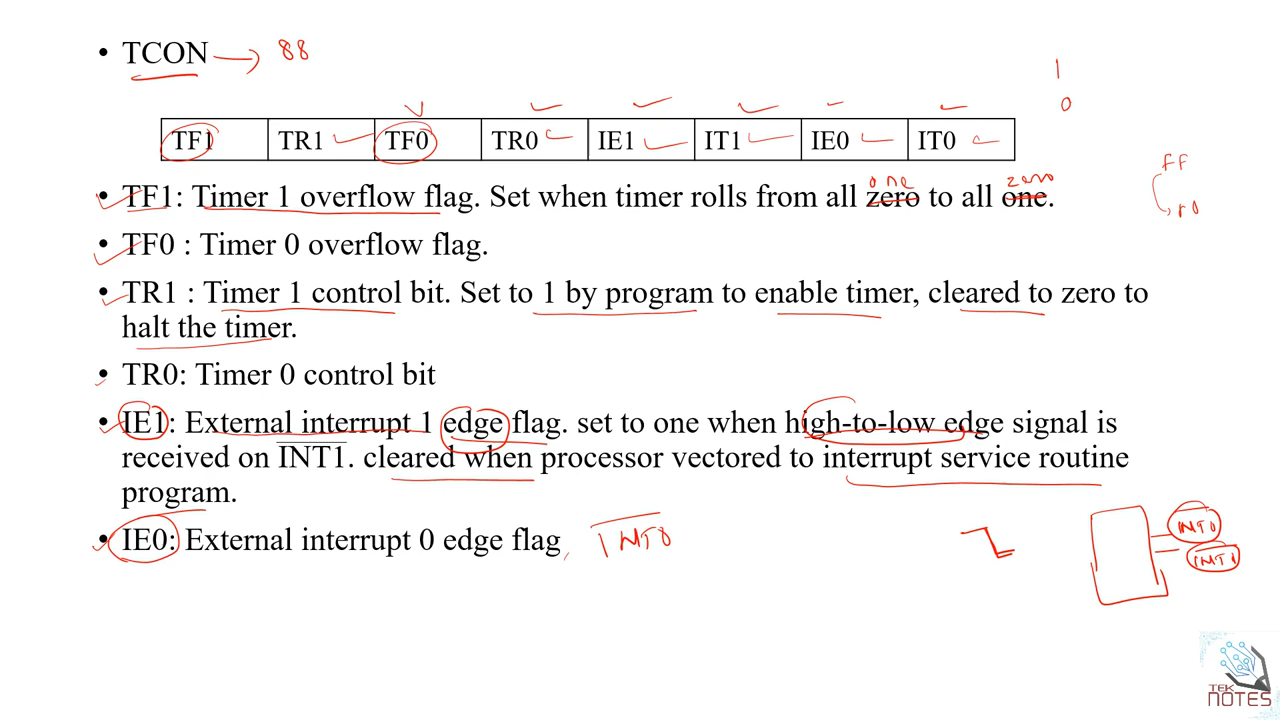 • TCON → 88
1
0
TF1 TR1 TF0 TR0 IE1 IT1 IE0 IT0
FF
one zero
• TF1: Timer 1 overflow flag. Set when timer rolls from all zero to all one.
• TF0 : Timer 0 overflow flag.
• TR1 : Timer 1 control bit. Set to 1 by program to enable timer, cleared to zero to
halt the timer.
• TR0: Timer 0 control bit
• IE1: External interrupt 1 edge flag. set to one when high-to-low edge signal is
received on INT1. cleared when processor vectored to interrupt service routine
program.
• IE0: External interrupt 0 edge flag, INT0
INT0
INT1
TEK
NOTES